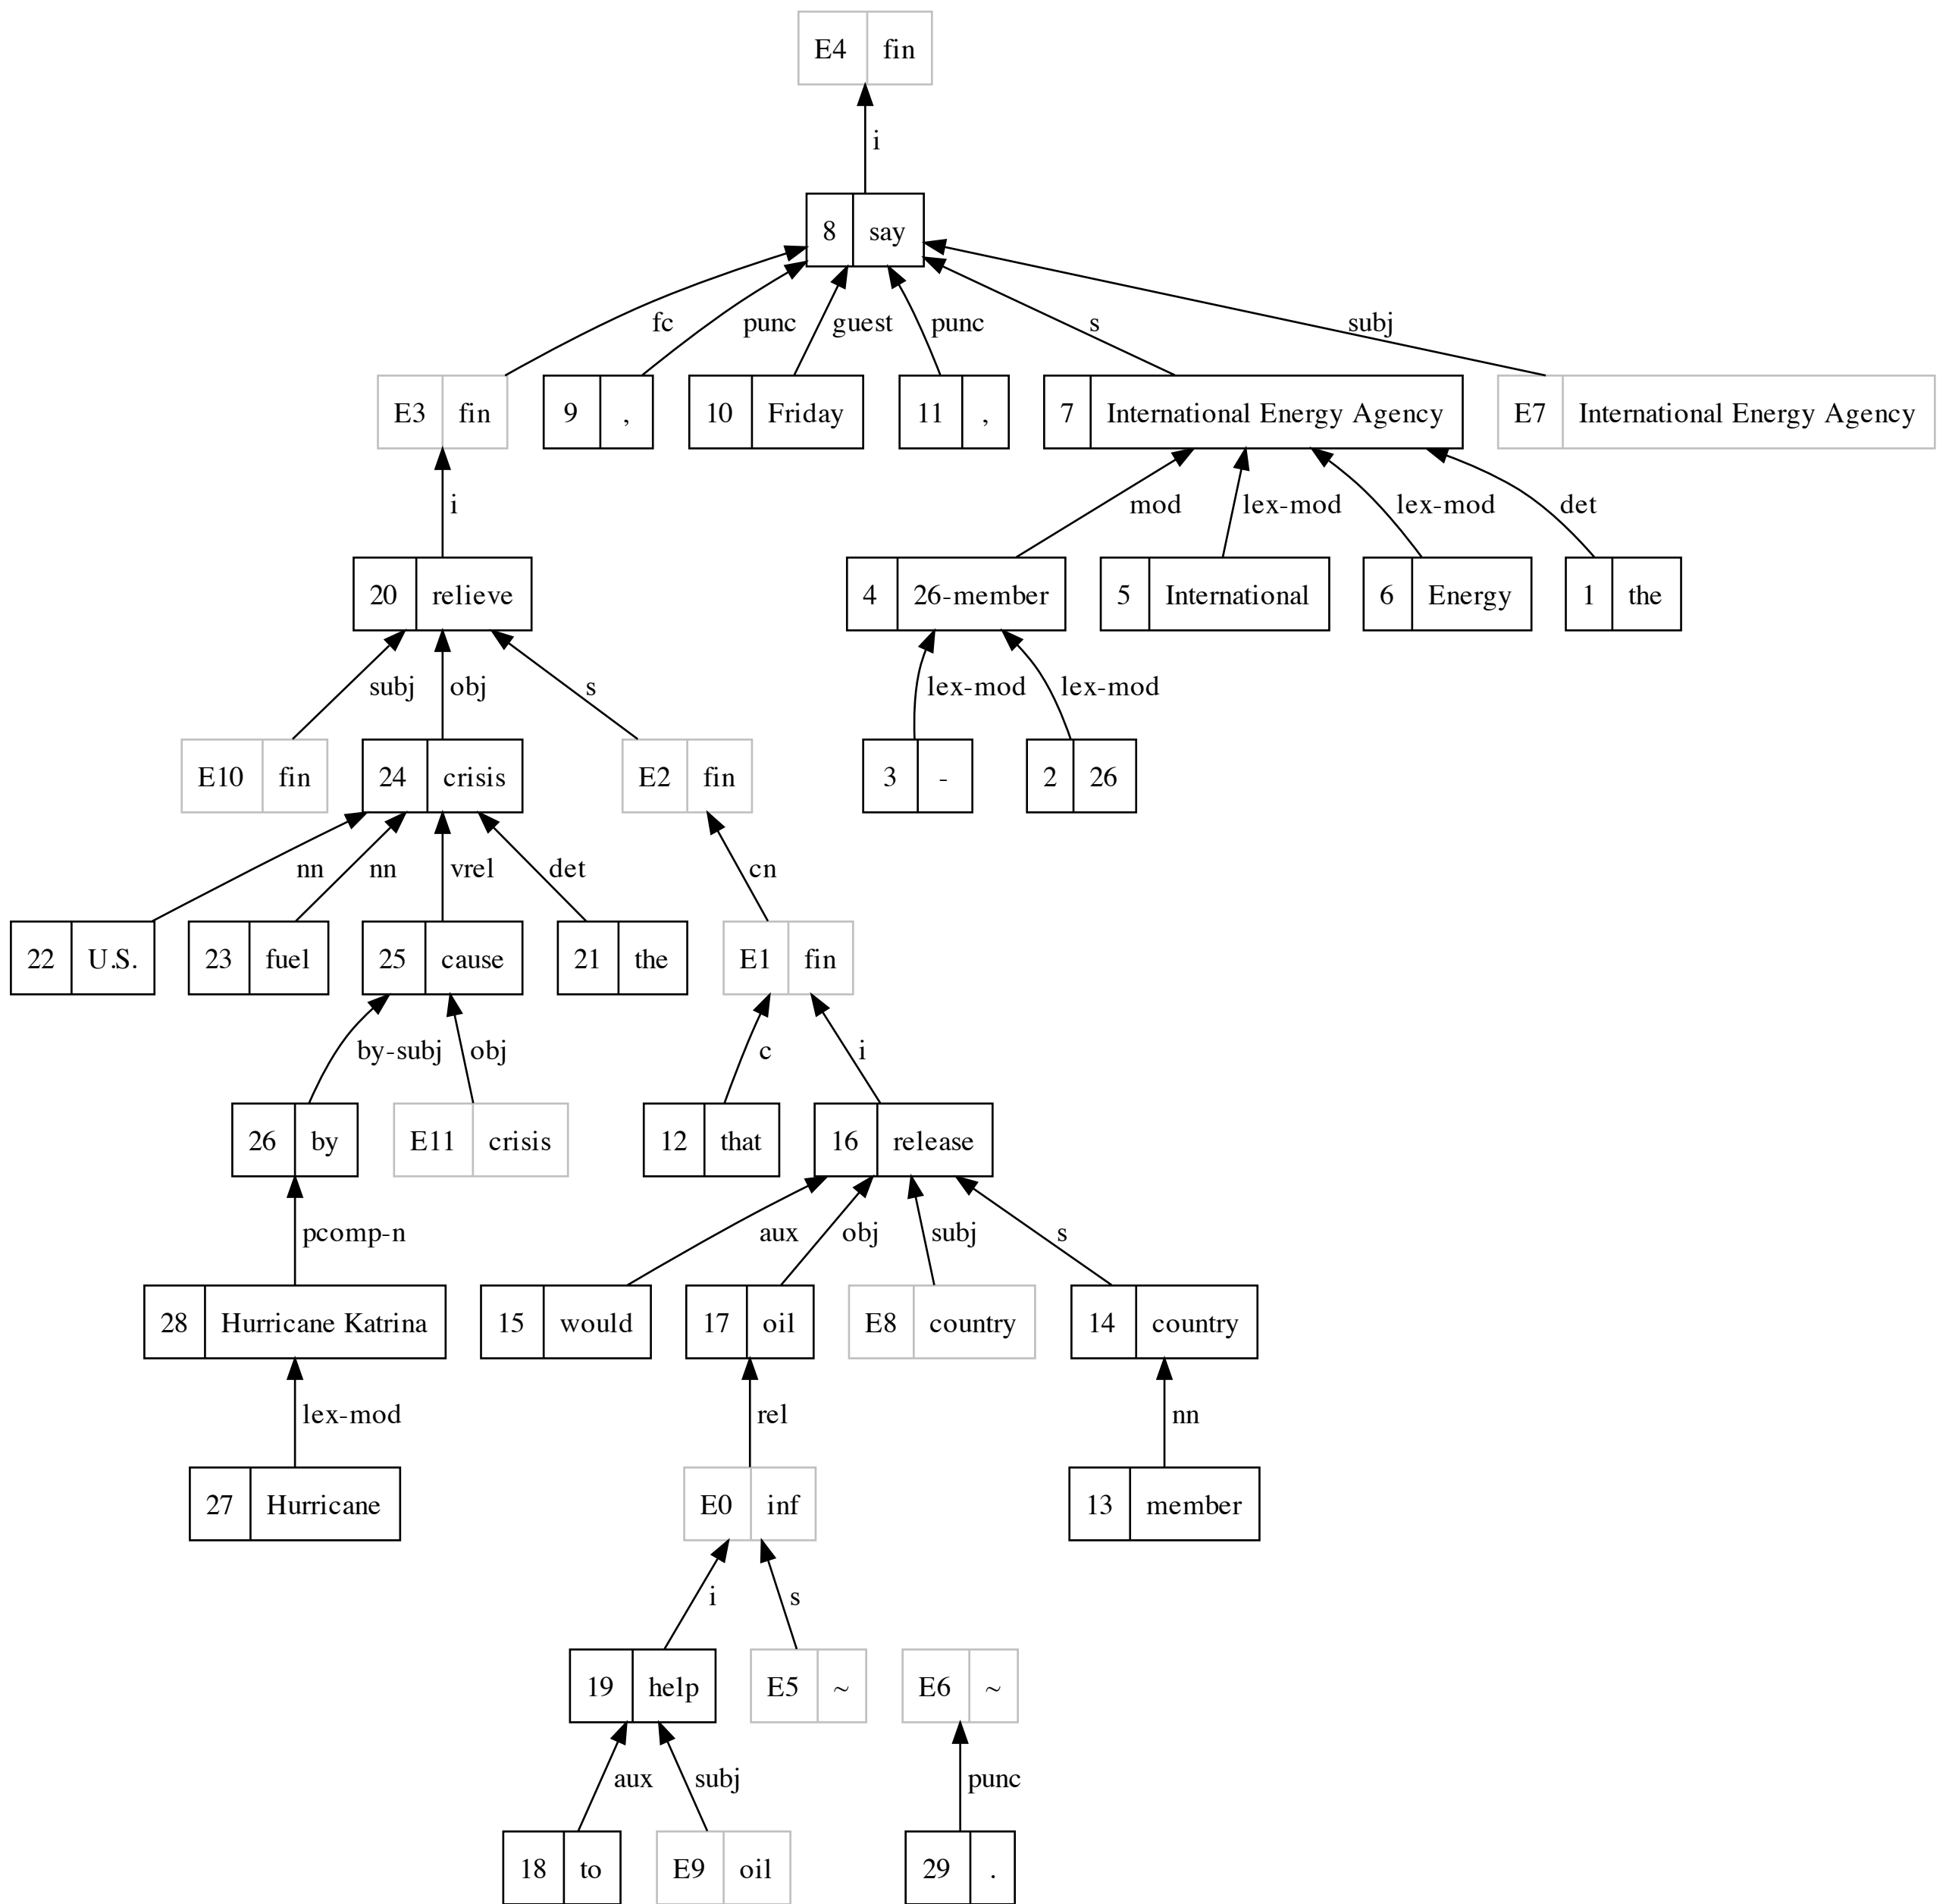 E4 fin
i
8 say
fc punc guest punc s subj
E3 fin 9 , 10 Friday 11 , 7 International Energy Agency E7 International Energy Agency
i mod lex-mod lex-mod det
20 relieve 4 26-member 5 International 6 Energy 1 the
subj obj s lex-mod lex-mod
E10 fin 24 crisis E2 fin 3 - 2 26
nn nn vrel det cn
22 U.S. 23 fuel 25 cause 21 the E1 fin
by-subj obj c i
26 by E11 crisis 12 that 16 release
pcomp-n aux obj subj s
28 Hurricane Katrina 15 would 17 oil E8 country 14 country
lex-mod rel nn
27 Hurricane E0 inf 13 member
i s
19 help E5 ~ E6 ~
aux subj punc
18 to E9 oil 29 .